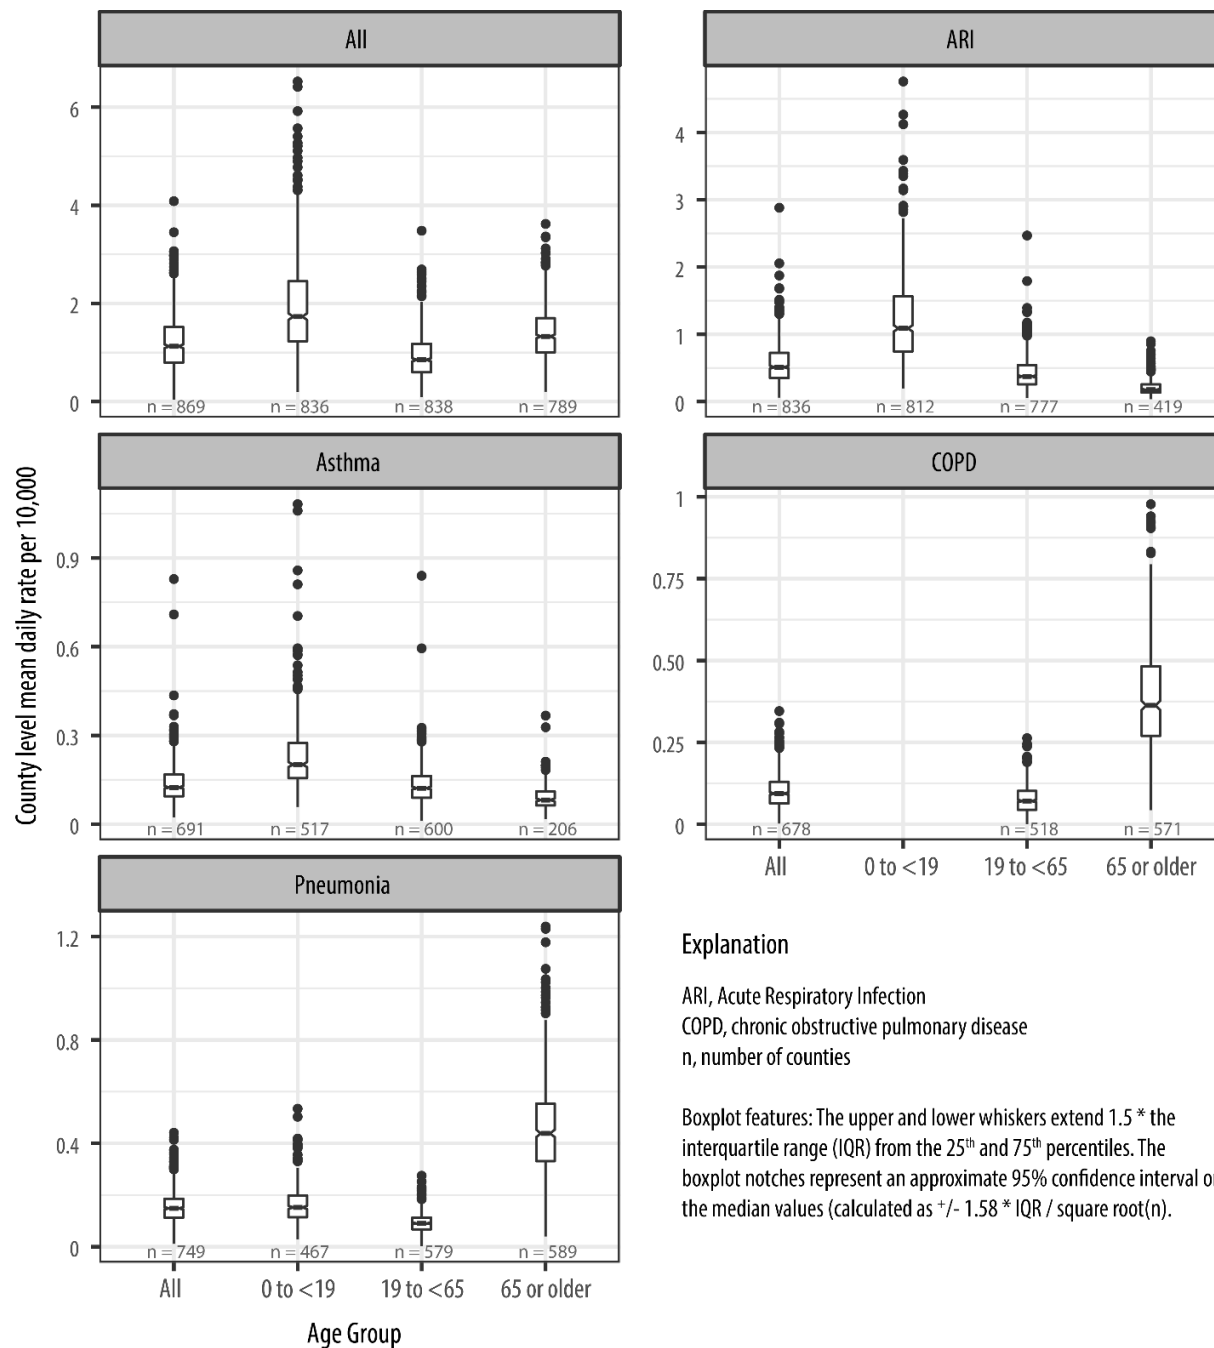 All
ARI
6
4
2
0
n = 869
n = 836
n = 838
n = 789
4
3
2
1
0
n = 836
n = 812
n = 777
n = 419
Asthma
COPD
County level mean daily rate per 10,000
0.9
0.6
0.3
0
n = 691
n = 517
n = 600
n = 206
1
0.75
0.50
0.25
0
n = 678
n = 518
n = 571
All
0 to <19
19 to <65
65 or older
Pneumonia
1.2
0.8
0.4
0
n = 749
n = 467
n = 579
n = 589
All
0 to <19
19 to <65
65 or older
Age Group
Explanation
ARI, Acute Respiratory Infection
COPD, chronic obstructive pulmonary disease
n, number of counties
Boxplot features: The upper and lower whiskers extend 1.5 * the
interquartile range (IQR) from the 25th and 75th percentiles. The
boxplot notches represent an approximate 95% confidence interval o
the median values (calculated as +/- 1.58 * IQR / square root(n).